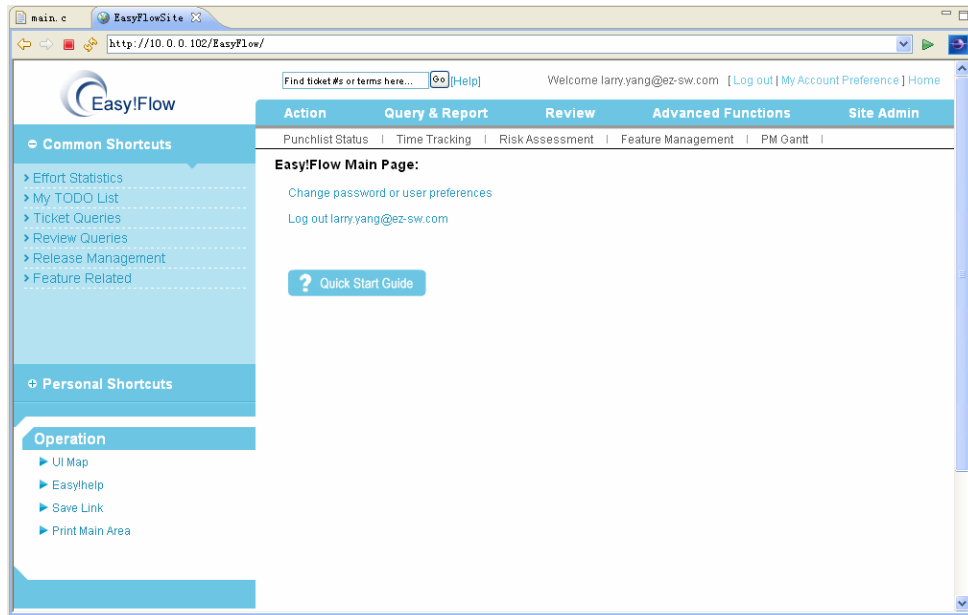 main.c EasyFlowSite
http://10.0.0.102/EasyFlow/
Easy!Flow
Find ticket #s or terms here... Go [Help] Welcome larry.yang@ez-sw.com [ Log out | My Account Preference ] Home
Action Query & Report Review Advanced Functions Site Admin
Punchlist Status | Time Tracking | Risk Assessment | Feature Management | PM Gantt |
Common Shortcuts
Effort Statistics
My TODO List
Ticket Queries
Review Queries
Release Management
Feature Related
Personal Shortcuts
Operation
UI Map
Easy!help
Save Link
Print Main Area
Easy!Flow Main Page:
Change password or user preferences
Log out larry.yang@ez-sw.com
? Quick Start Guide